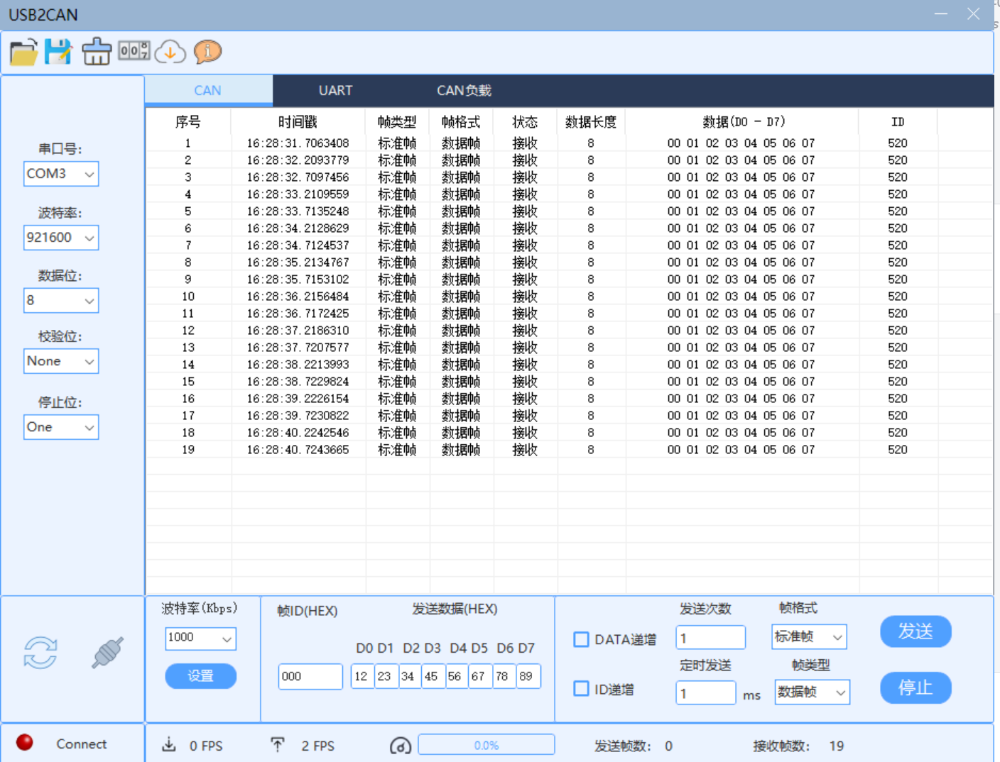 USB2CAN
CAN UART CAN负载
序号 时间戳 帧类型 帧格式 状态 数据长度 数据(D0 - D7) ID
1 16:28:31.7063408 标准帧 数据帧 接收 8 00 01 02 03 04 05 06 07 520
2 16:28:32.2093779 标准帧 数据帧 接收 8 00 01 02 03 04 05 06 07 520
3 16:28:32.7097456 标准帧 数据帧 接收 8 00 01 02 03 04 05 06 07 520
4 16:28:33.2109559 标准帧 数据帧 接收 8 00 01 02 03 04 05 06 07 520
5 16:28:33.7135248 标准帧 数据帧 接收 8 00 01 02 03 04 05 06 07 520
6 16:28:34.2128629 标准帧 数据帧 接收 8 00 01 02 03 04 05 06 07 520
7 16:28:34.7124537 标准帧 数据帧 接收 8 00 01 02 03 04 05 06 07 520
8 16:28:35.2134767 标准帧 数据帧 接收 8 00 01 02 03 04 05 06 07 520
9 16:28:35.7153102 标准帧 数据帧 接收 8 00 01 02 03 04 05 06 07 520
10 16:28:36.2156484 标准帧 数据帧 接收 8 00 01 02 03 04 05 06 07 520
11 16:28:36.7172425 标准帧 数据帧 接收 8 00 01 02 03 04 05 06 07 520
12 16:28:37.2186310 标准帧 数据帧 接收 8 00 01 02 03 04 05 06 07 520
13 16:28:37.7207577 标准帧 数据帧 接收 8 00 01 02 03 04 05 06 07 520
14 16:28:38.2213993 标准帧 数据帧 接收 8 00 01 02 03 04 05 06 07 520
15 16:28:38.7229824 标准帧 数据帧 接收 8 00 01 02 03 04 05 06 07 520
16 16:28:39.2226154 标准帧 数据帧 接收 8 00 01 02 03 04 05 06 07 520
17 16:28:39.7230822 标准帧 数据帧 接收 8 00 01 02 03 04 05 06 07 520
18 16:28:40.2242546 标准帧 数据帧 接收 8 00 01 02 03 04 05 06 07 520
19 16:28:40.7243665 标准帧 数据帧 接收 8 00 01 02 03 04 05 06 07 520
串口号:
COM3
波特率:
921600
数据位:
8
校验位:
None
停止位:
One
波特率(Kbps)
1000
设置
帧ID(HEX) 发送数据(HEX)
D0 D1 D2 D3 D4 D5 D6 D7
000 12 23 34 45 56 67 78 89
发送次数 帧格式
DATA递增 1 标准帧 发送
定时发送 帧类型
ID递增 1 ms 数据帧 停止
Connect 0 FPS 2 FPS 0.0% 发送帧数: 0 接收帧数: 19